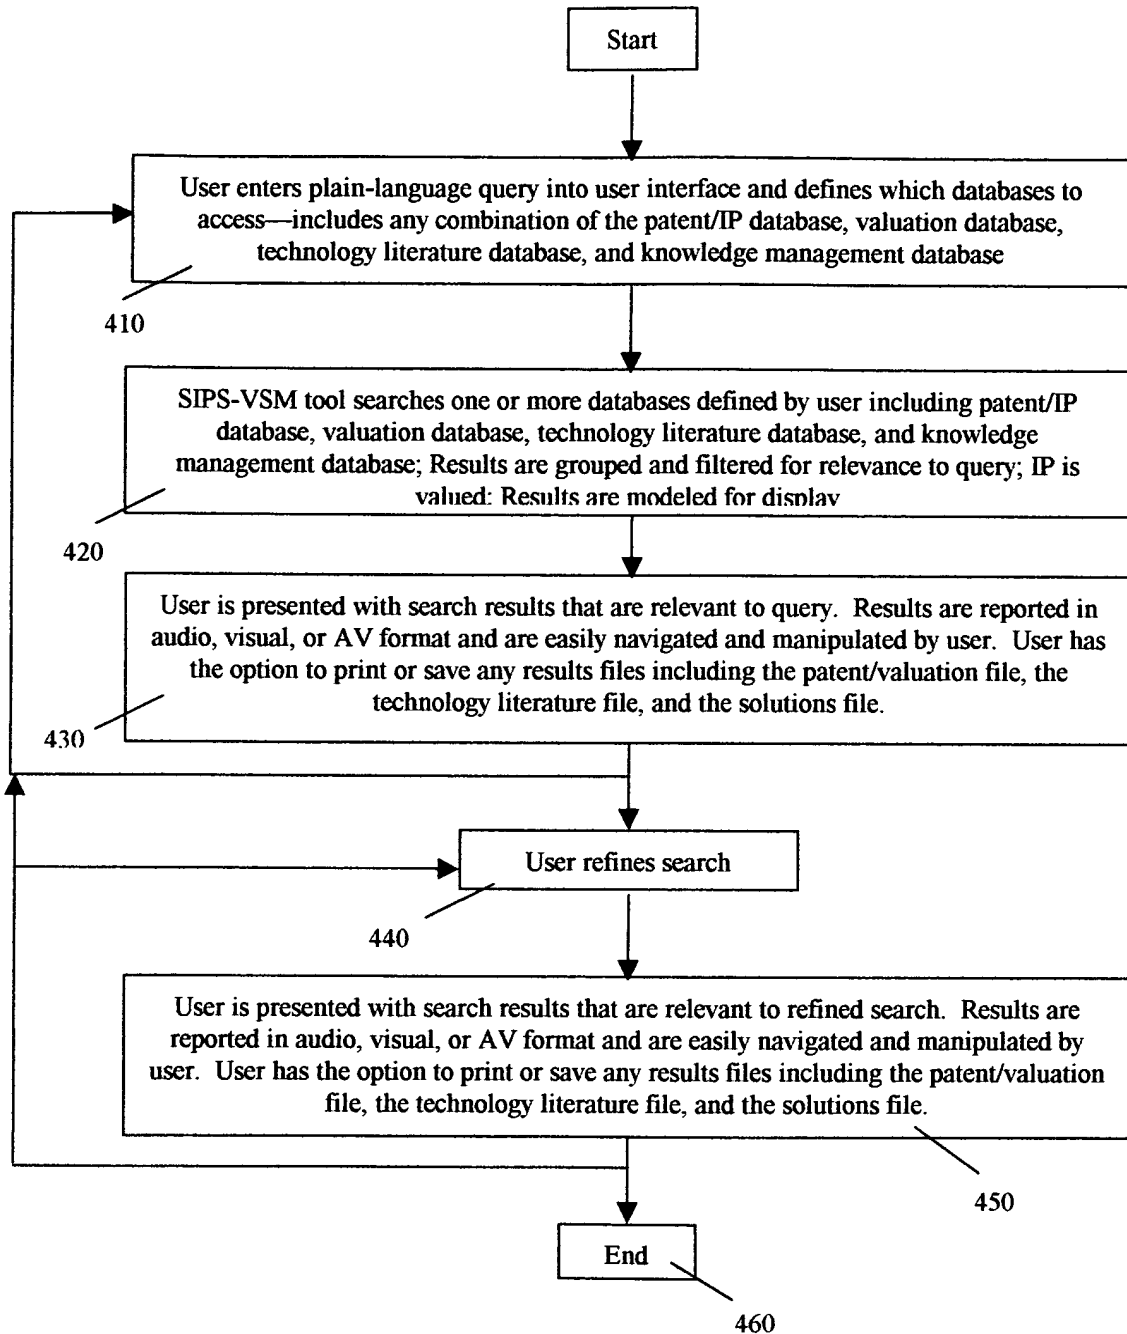 Start
User enters plain-language query into user interface and defines which databases to
access—includes any combination of the patent/IP database, valuation database,
technology literature database, and knowledge management database
410
SIPS-VSM tool searches one or more databases defined by user including patent/IP
database, valuation database, technology literature database, and knowledge
management database; Results are grouped and filtered for relevance to query; IP is
valued: Results are modeled for display
420
User is presented with search results that are relevant to query. Results are reported in
audio, visual, or AV format and are easily navigated and manipulated by user. User has
the option to print or save any results files including the patent/valuation file, the
technology literature file, and the solutions file.
430
User refines search
440
User is presented with search results that are relevant to refined search. Results are
reported in audio, visual, or AV format and are easily navigated and manipulated by
user. User has the option to print or save any results files including the patent/valuation
file, the technology literature file, and the solutions file.
450
End
460